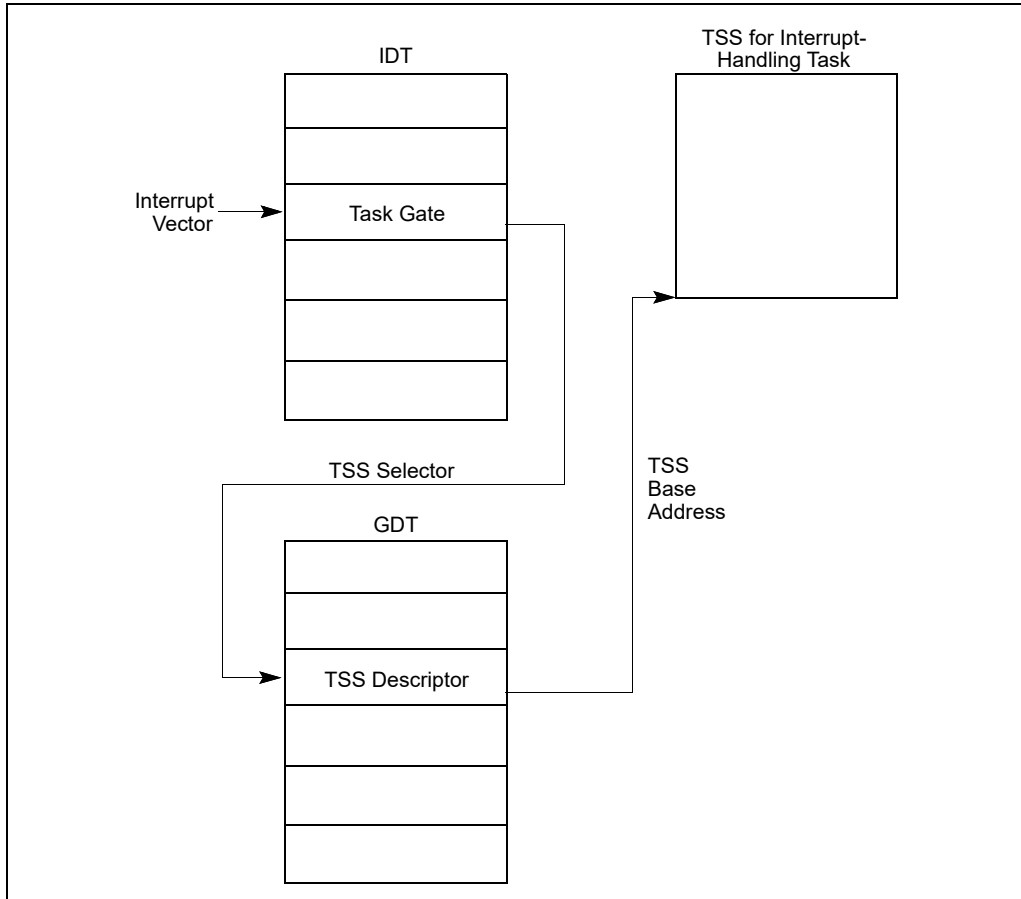 IDT
TSS for Interrupt-
Handling Task
Interrupt
Vector
Task Gate
TSS Selector
TSS
Base
Address
GDT
TSS Descriptor